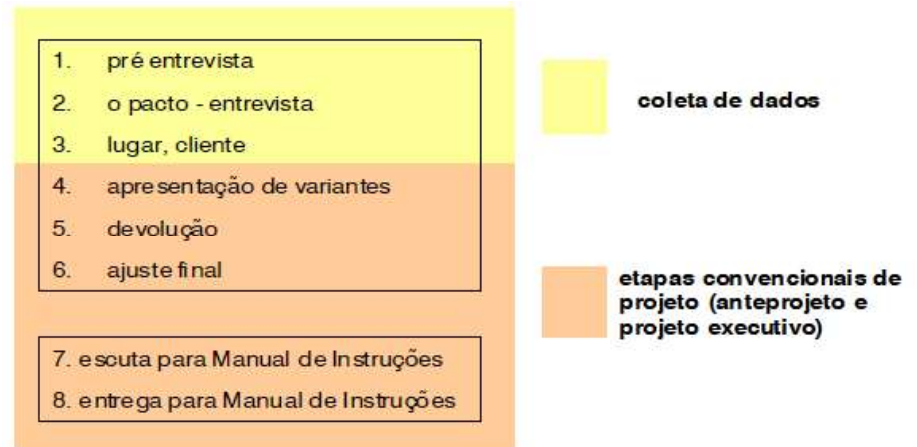 1. pré entrevista
2. o pacto - entrevista
3. lugar, cliente
4. apresentação de variantes
5. devolução
6. ajuste final
7. escuta para Manual de Instruções
8. entrega para Manual de Instruções
coleta de dados
etapas convencionais de
projeto (anteprojeto e
projeto executivo)